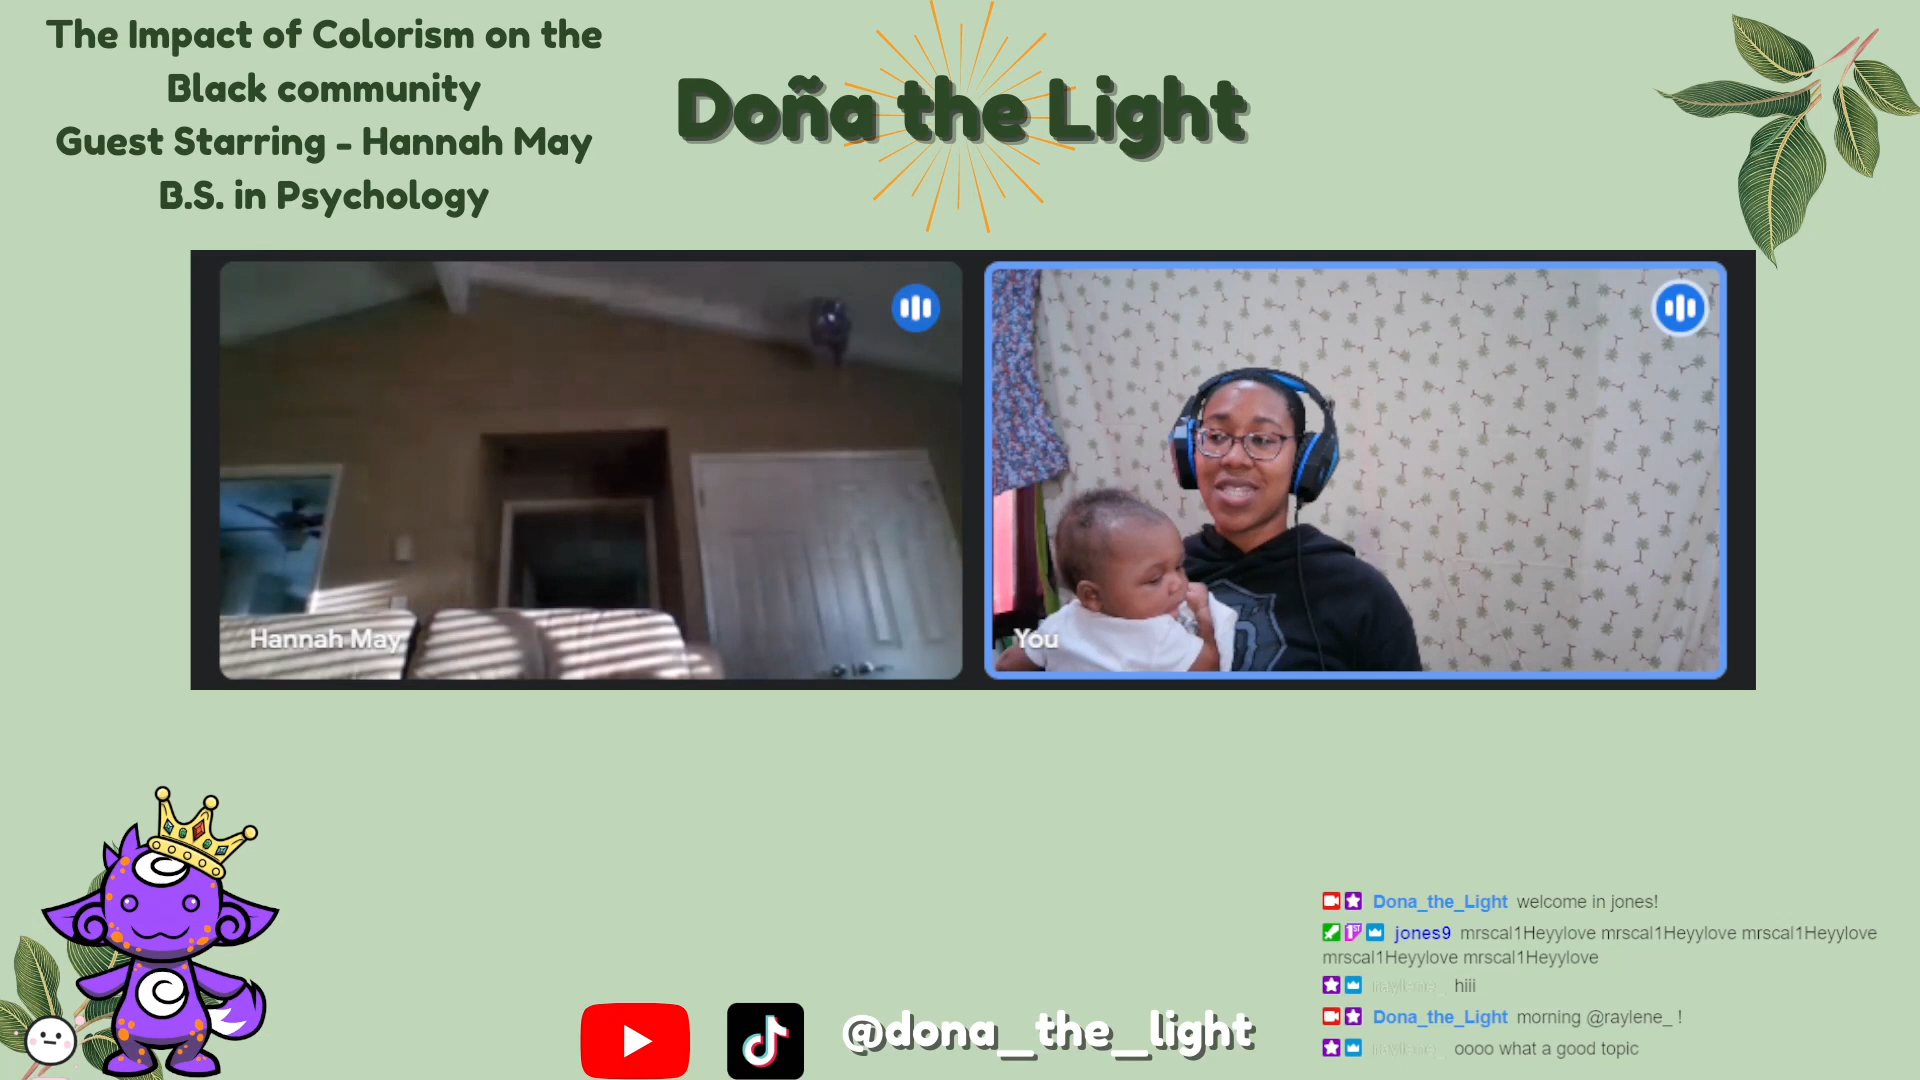 The Impact of Colorism on the
Black community
Guest Starring - Hannah May
B.S. in Psychology
Doña the Light
Hannah May
You
Dona_the_Light welcome in jones!
jones9 mrscal1Heyylove mrscal1Heyylove mrscal1Heyylove
mrscal1Heyylove mrscal1Heyylove
raylene_ hiii
Dona_the_Light morning @raylene_ !
raylene_ oooo what a good topic
@dona_the_light